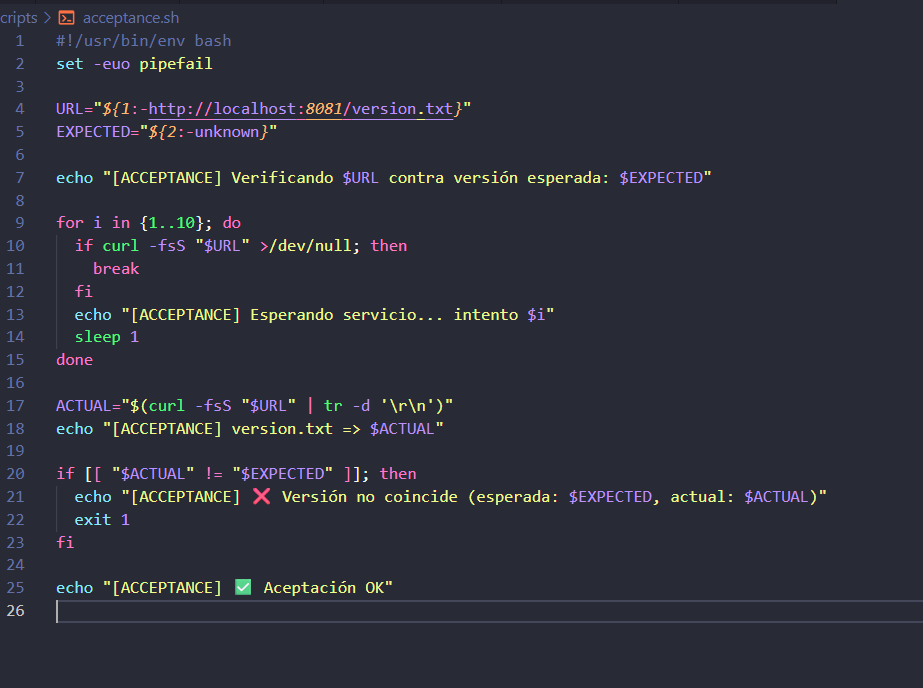 cripts > acceptance.sh
1 #!/usr/bin/env bash
2 set -euo pipefail
3
4 URL="${1:-http://localhost:8081/version.txt}"
5 EXPECTED="${2:-unknown}"
6
7 echo "[ACCEPTANCE] Verificando $URL contra versión esperada: $EXPECTED"
8
9 for i in {1..10}; do
10   if curl -fsS "$URL" >/dev/null; then
11     break
12   fi
13   echo "[ACCEPTANCE] Esperando servicio... intento $i"
14   sleep 1
15 done
16
17 ACTUAL="$(curl -fsS "$URL" | tr -d '\r\n')"
18 echo "[ACCEPTANCE] version.txt => $ACTUAL"
19
20 if [[ "$ACTUAL" != "$EXPECTED" ]]; then
21   echo "[ACCEPTANCE] ❌ Versión no coincide (esperada: $EXPECTED, actual: $ACTUAL)"
22   exit 1
23 fi
24
25 echo "[ACCEPTANCE] ✅ Aceptación OK"
26